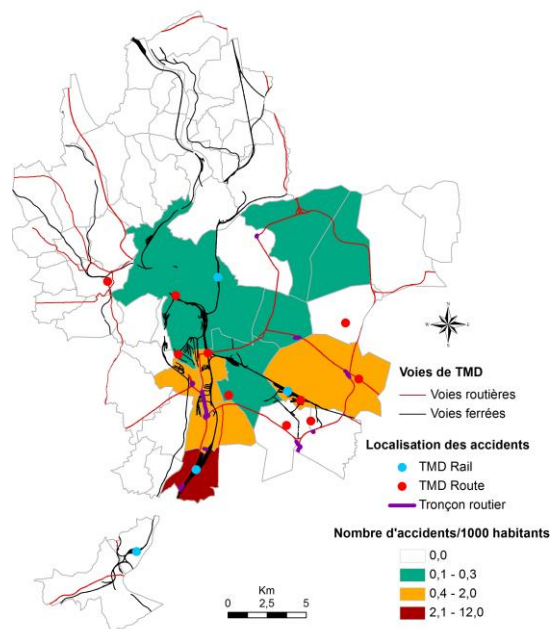 N
W
E
S
Voies de TMD
Voies routières
Voies ferrées
Localisation des accidents
TMD Rail
TMD Route
Tronçon routier
Nombre d'accidents/1000 habitants
0,0
0,1 - 0,3
0,4 - 2,0
2,1 - 12,0
Km
0 2,5 5